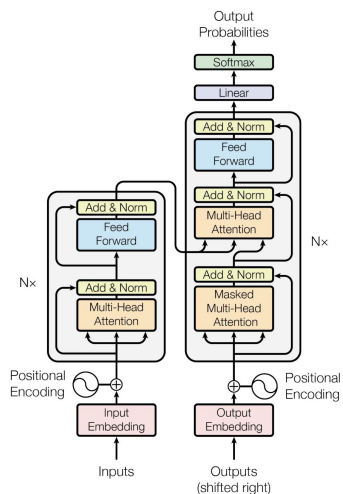 Output
Probabilities
Softmax
Linear
Add & Norm
Feed
Forward
Add & Norm
Multi-Head
Attention
Add & Norm
Masked
Multi-Head
Attention
N×
Positional
Encoding
Output
Embedding
Outputs
(shifted right)
Add & Norm
Feed
Forward
Add & Norm
Multi-Head
Attention
N×
Positional
Encoding
Input
Embedding
Inputs